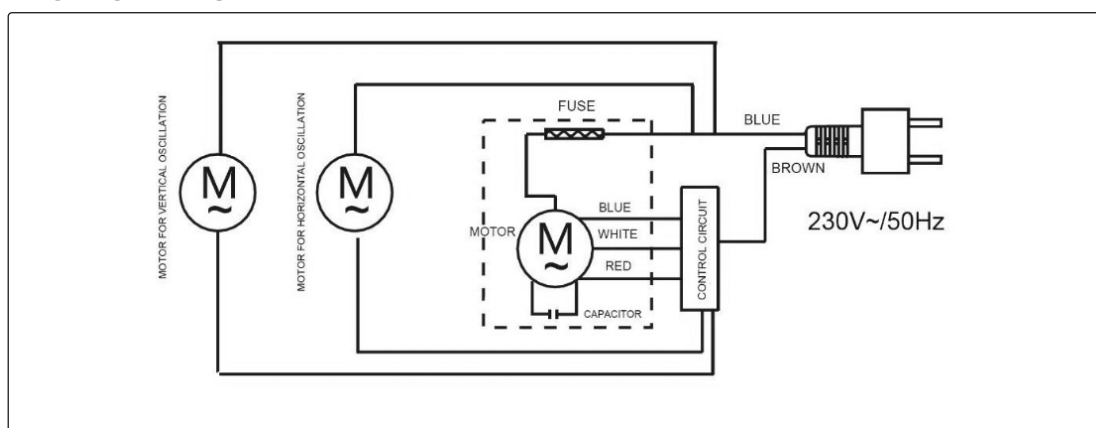 MOTOR FOR VERTICAL OSCILLATION
M
~
MOTOR FOR HORIZONTAL OSCILLATION
M
~
FUSE
BLUE
BROWN
230V~/50Hz
MOTOR
M
~
BLUE
WHITE
RED
CAPACITOR
CONTROL CIRCUIT